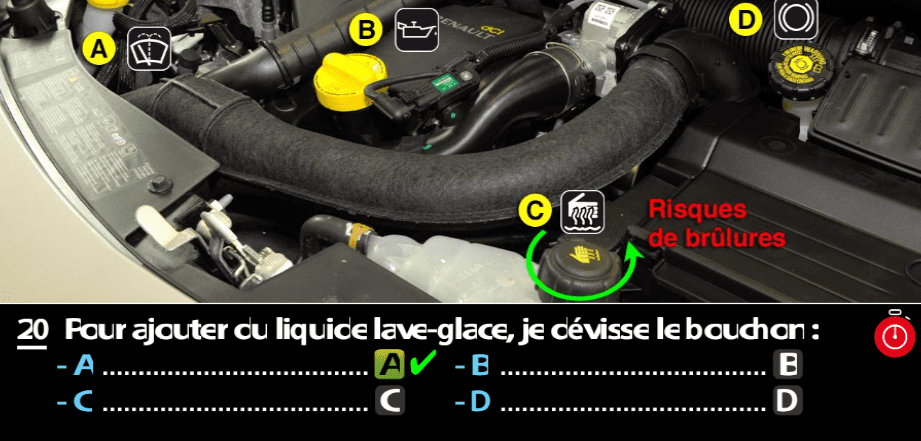 A
B
RENAULT dCi
D
C
Risques
de brûlures
20 Pour ajouter du liquide lave-glace, je dévisse le bouchon :
- A .................................... A ✔ - B .................................... B
- C .................................... C - D .................................... D